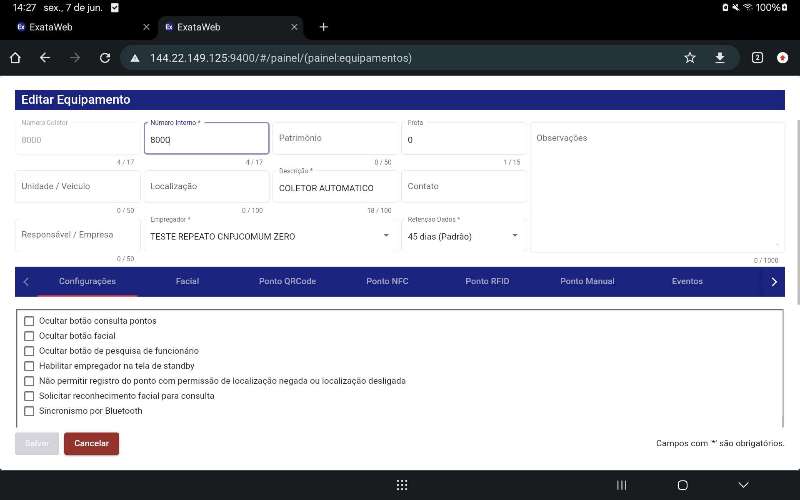 14:27 sex., 7 de jun.
100%
Ex ExataWeb
Ex ExataWeb
144.22.149.125:9400/#/painel/(painel:equipamentos)
2
Editar Equipamento
Número Coletor
8000
4 / 17
Número Interno *
8000
4 / 17
Patrimônio
0 / 50
Frota
0
1 / 15
Observações
0 / 1000
Unidade / Veículo
0 / 50
Localização
0 / 100
Descrição *
COLETOR AUTOMATICO
18 / 100
Contato
Responsável / Empresa
0 / 50
Empregador *
TESTE REPEATO CNPJCOMUM ZERO
Retenção Dados *
45 dias (Padrão)
Configurações
Facial
Ponto QRCode
Ponto NFC
Ponto RFID
Ponto Manual
Eventos
Ocultar botão consulta pontos
Ocultar botão facial
Ocultar botão de pesquisa de funcionário
Habilitar empregador na tela de standby
Não permitir registro do ponto com permissão de localização negada ou localização desligada
Solicitar reconhecimento facial para consulta
Sincronismo por Bluetooth
Salvar
Cancelar
Campos com '*' são obrigatórios.